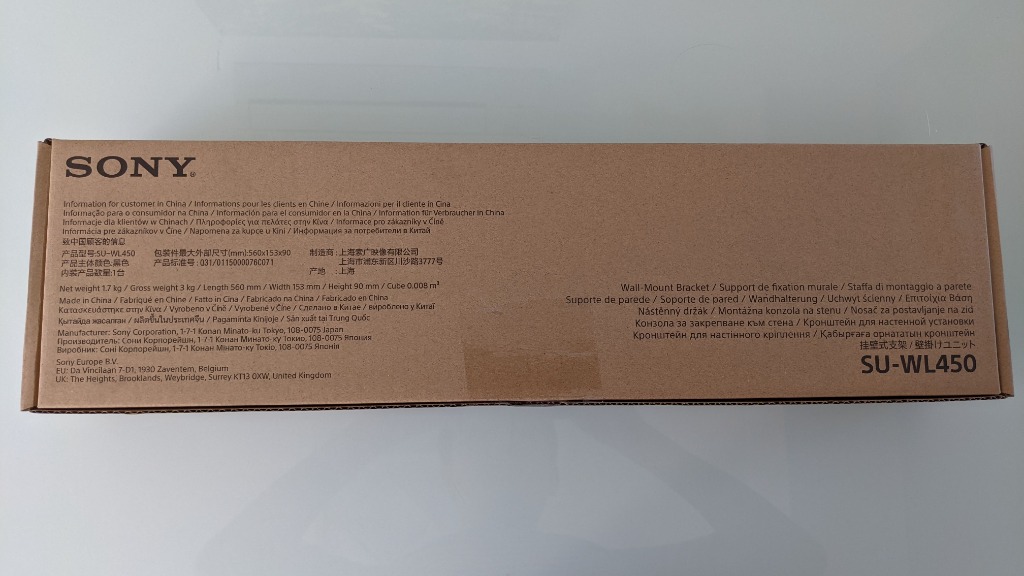 SONY®
Information for customer in China / Informations pour les clients en Chine / Informazioni per il cliente in Cina
Informação para o consumidor na China / Información para el consumidor en la China / Information für Verbraucher in China
Informacje dla klientów w Chinach / Πληροφορίες για πελάτες στην Κίνα / Informace pro zákazníky v Číně
Informácia pre zákazníkov v Číne / Napomena za kupce u Kini / Информация за потребители в Китай
致中国顾客的信息
产品型号:SU-WL450 包装件最大外部尺寸(mm):560x153x90 制造商:上海索广映像有限公司
产品主体颜色:黑色 产品标准号:031/01150000760071 上海市浦东新区川沙路3777号
内装产品数量:1台 产地:上海
Net weight 1.7 kg / Gross weight 3 kg / Length 560 mm / Width 153 mm / Height 90 mm / Cube 0.008 m³
Made in China / Fabriqué en Chine / Fatto in Cina / Fabricado na China / Fabricado en China
Κατασκευάστηκε στην Κίνα / Vyrobeno v Číně / Vyrobené v Číne / Сделано в Китае / вироблено у Китаї
Қытайда жасалған / ผลิตขึ้นในประเทศจีน / Pagaminta Kinijoje / Sản xuất tại Trung Quốc
Manufacturer: Sony Corporation, 1-7-1 Konan Minato-ku Tokyo, 108-0075 Japan
Производитель: Сони Корпорейшн, 1-7-1 Конан Минато-ку Токио, 108-0075 Япония
Виробник: Соні Корпорейшн, 1-7-1 Конан Мінато-ку Токіо, 108-0075 Японія
Sony Europe B.V.
EU: Da Vincilaan 7-D1, 1930 Zaventem, Belgium
UK: The Heights, Brooklands, Weybridge, Surrey KT13 0XW, United Kingdom
Wall-Mount Bracket / Support de fixation murale / Staffa di montaggio a parete
Suporte de parede / Soporte de pared / Wandhalterung / Uchwyt ścienny / Επιτοίχια Βάση
Nástěnný držák / Montážna konzola na stenu / Nosač za postavljanje na zid
Конзола за закрепване към стена / Кронштейн для настенной установки
Кронштейн для настінного кріплення / Қабырғаға орнататын кронштейн
挂壁式支架 / 壁掛けユニット
SU-WL450